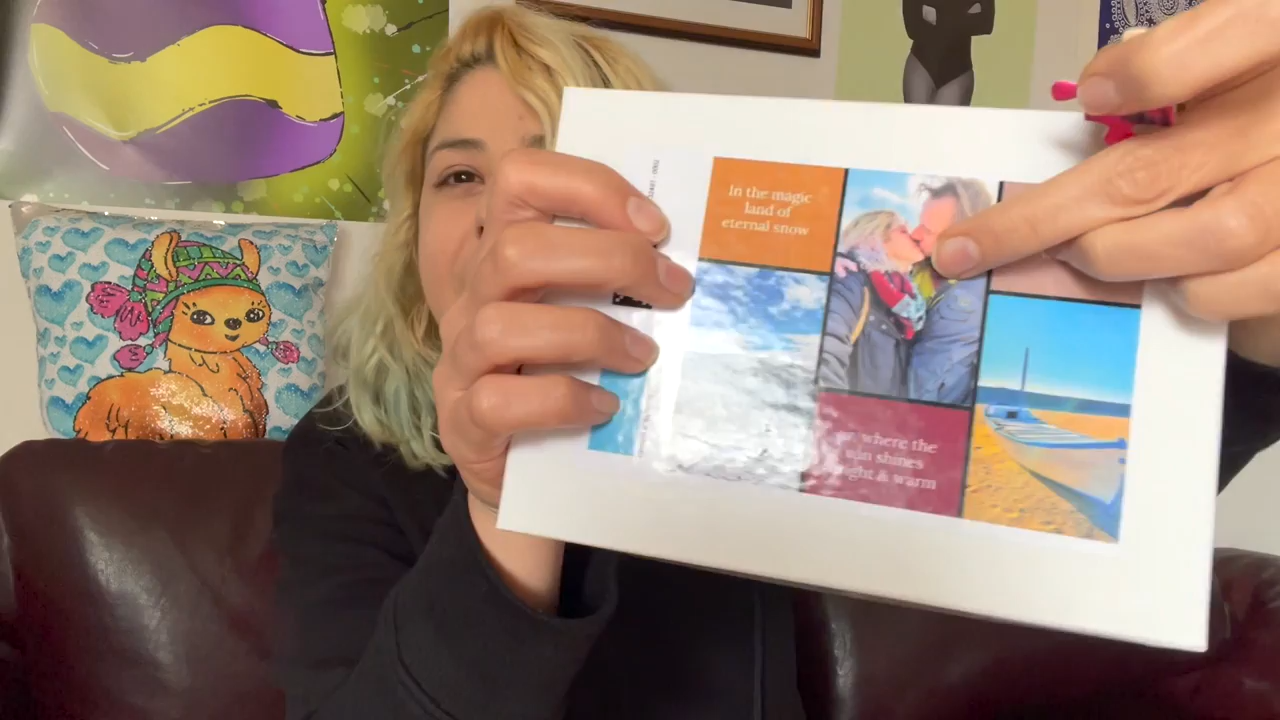 In the magic
land of
eternal snow
where the
shines
& warm